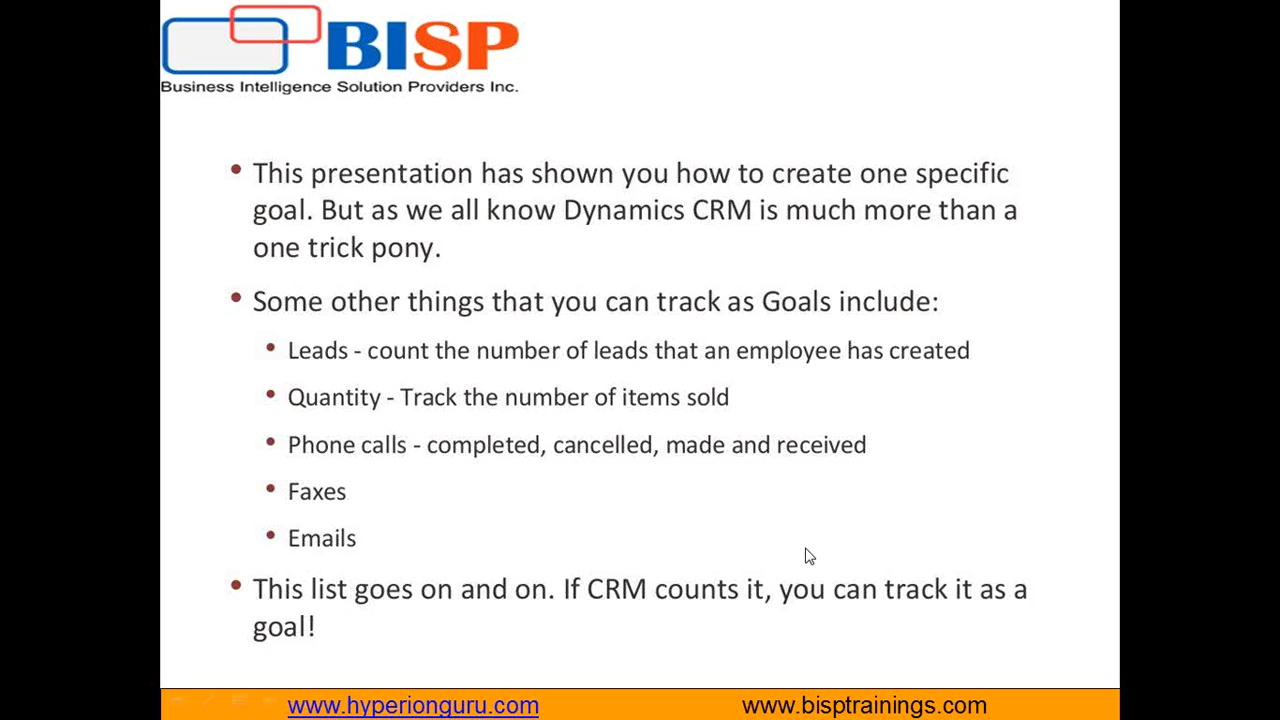 BISP
Business Intelligence Solution Providers Inc.
• This presentation has shown you how to create one specific
goal. But as we all know Dynamics CRM is much more than a
one trick pony.
• Some other things that you can track as Goals include:
• Leads - count the number of leads that an employee has created
• Quantity - Track the number of items sold
• Phone calls - completed, cancelled, made and received
• Faxes
• Emails
• This list goes on and on. If CRM counts it, you can track it as a
goal!
www.hyperionguru.com www.bisptrainings.com